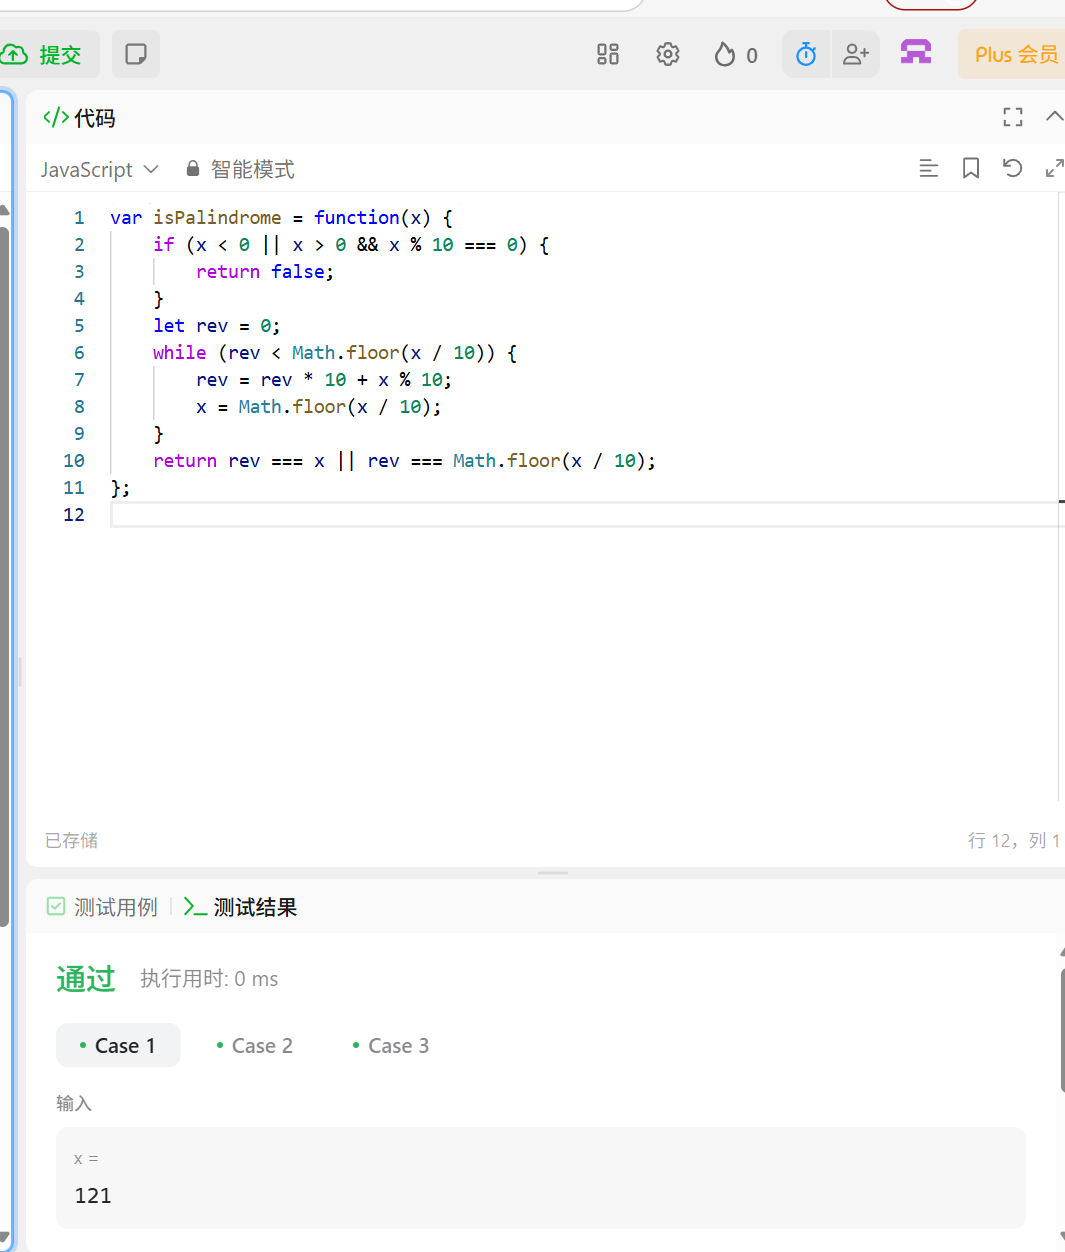 提交
0
Plus 会员
</> 代码
JavaScript 智能模式
1 var isPalindrome = function(x) {
2 if (x < 0 || x > 0 && x % 10 === 0) {
3 return false;
4 }
5 let rev = 0;
6 while (rev < Math.floor(x / 10)) {
7 rev = rev * 10 + x % 10;
8 x = Math.floor(x / 10);
9 }
10 return rev === x || rev === Math.floor(x / 10);
11 };
12
已存储 行 12，列 1
测试用例 测试结果
通过 执行用时: 0 ms
Case 1 Case 2 Case 3
输入
x =
121